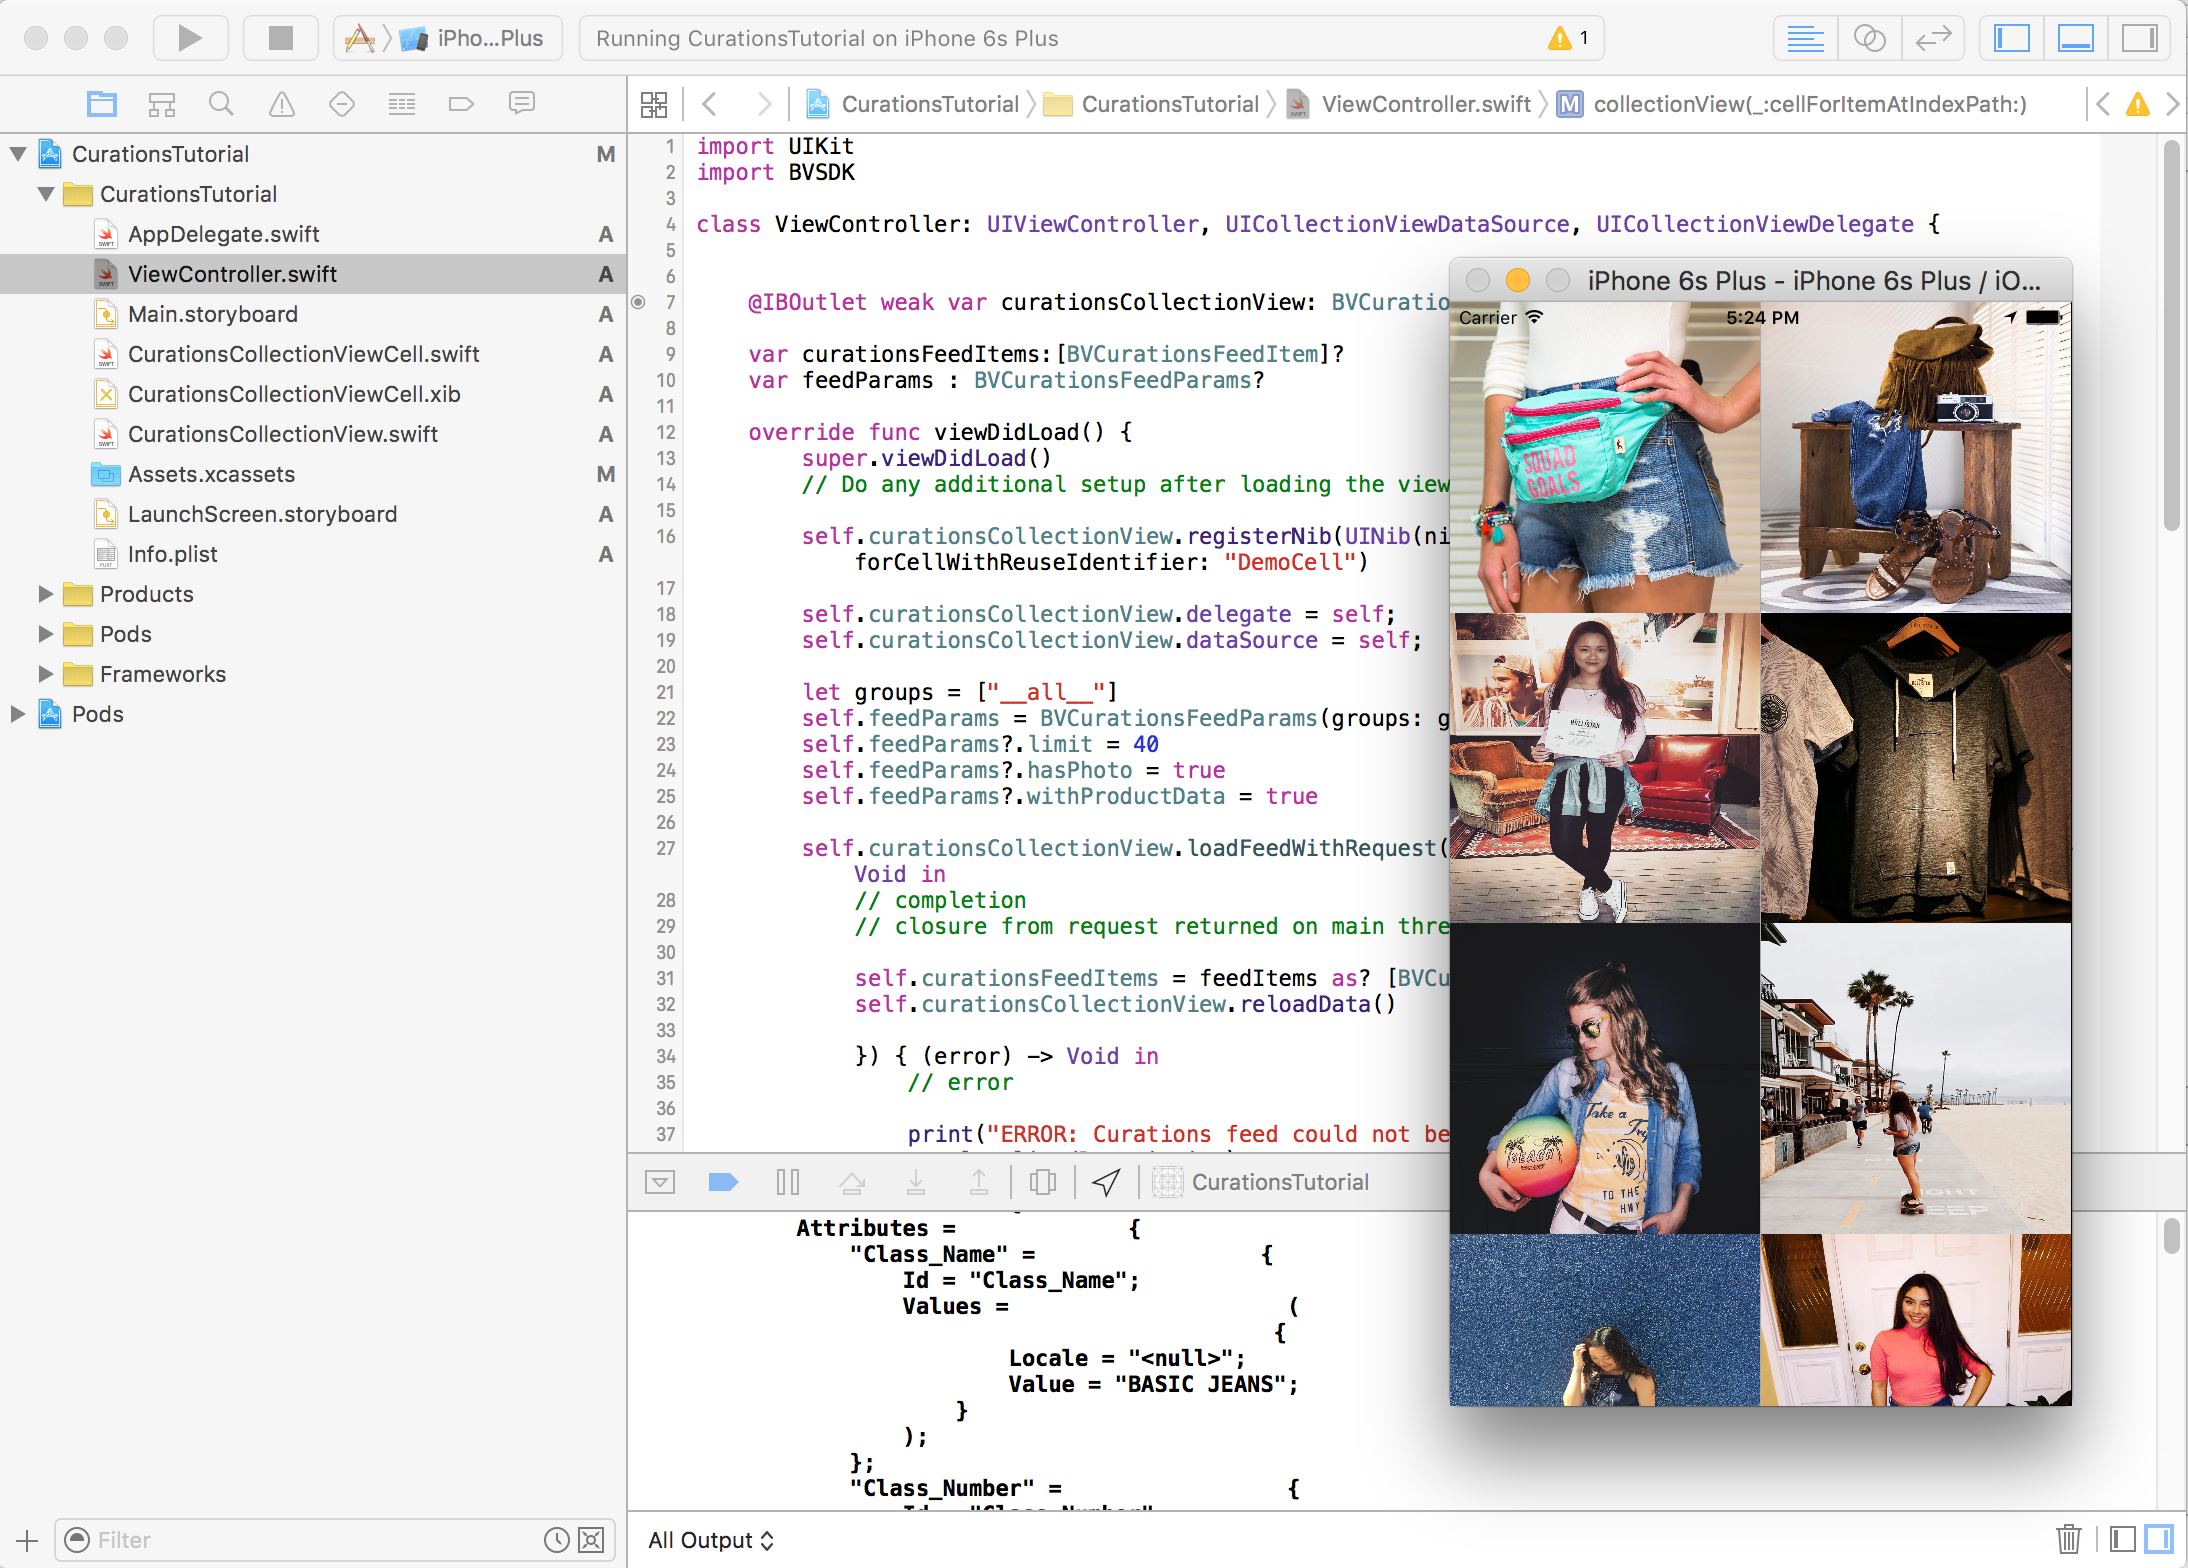 iPho...Plus
Running CurationsTutorial on iPhone 6s Plus
1
CurationsTutorial
CurationsTutorial
ViewController.swift
M
collectionView(_:cellForItemAtIndexPath:)
CurationsTutorial M
CurationsTutorial
AppDelegate.swift A
ViewController.swift A
Main.storyboard A
CurationsCollectionViewCell.swift A
CurationsCollectionViewCell.xib A
CurationsCollectionView.swift A
Assets.xcassets M
LaunchScreen.storyboard A
Info.plist A
Products
Pods
Frameworks
Pods
Filter
1 import UIKit
2 import BVSDK
3
4 class ViewController: UIViewController, UICollectionViewDataSource, UICollectionViewDelegate {
5
6
7 @IBOutlet weak var curationsCollectionView: BVCuratio
8
9 var curationsFeedItems:[BVCurationsFeedItem]?
10 var feedParams : BVCurationsFeedParams?
11
12 override func viewDidLoad() {
13 super.viewDidLoad()
14 // Do any additional setup after loading the view
15
16 self.curationsCollectionView.registerNib(UINib(ni
forCellWithReuseIdentifier: "DemoCell")
17
18 self.curationsCollectionView.delegate = self;
19 self.curationsCollectionView.dataSource = self;
20
21 let groups = ["__all__"]
22 self.feedParams = BVCurationsFeedParams(groups: g
23 self.feedParams?.limit = 40
24 self.feedParams?.hasPhoto = true
25 self.feedParams?.withProductData = true
26
27 self.curationsCollectionView.loadFeedWithRequest(
Void in
28 // completion
29 // closure from request returned on main thre
30
31 self.curationsFeedItems = feedItems as? [BVCu
32 self.curationsCollectionView.reloadData()
33
34 }) { (error) -> Void in
35 // error
36
37 print("ERROR: Curations feed could not be
CurationsTutorial
Attributes = {
"Class_Name" = {
Id = "Class_Name";
Values = (
{
Locale = "<null>";
Value = "BASIC JEANS";
}
);
};
"Class_Number" = {
Id = "Class_Number"
All Output
iPhone 6s Plus - iPhone 6s Plus / iO...
Carrier 5:24 PM
SQUAD
GOALS
HOLLISTER
Take a
Trip
TO THE
HWY
BEACH